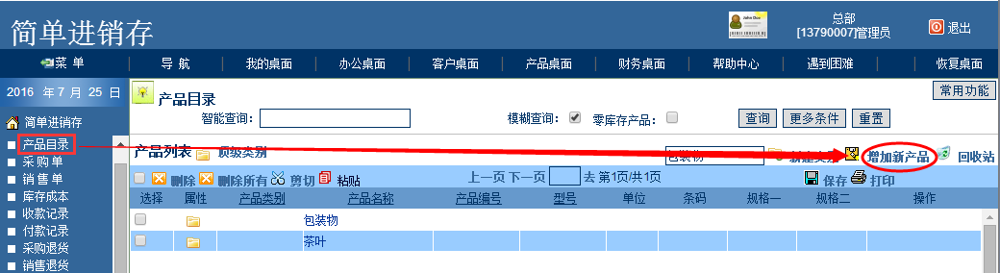 简单进销存
John Doe
总部
[13790007]管理员
退出
菜 单
导 航
我的桌面
办公桌面
客户桌面
产品桌面
财务桌面
帮助中心
遇到困难
恢复桌面
2016 年 7 月 25 日
简单进销存
产品目录
采购单
销售单
库存成本
收款记录
付款记录
采购退货
销售退货
产品目录
常用功能
智能查询：
模糊查询：
零库存产品：
查询 更多条件 重置
产品列表 顶级类别
包装物
增加新产品 回收站
删除 删除所有 剪切 粘贴
上一页 下一页 去 第1页/共1页
保存 打印
选择 属性 产品类别 产品名称 产品编号 型号 单位 条码 规格一 规格二 操作
包装物
茶叶